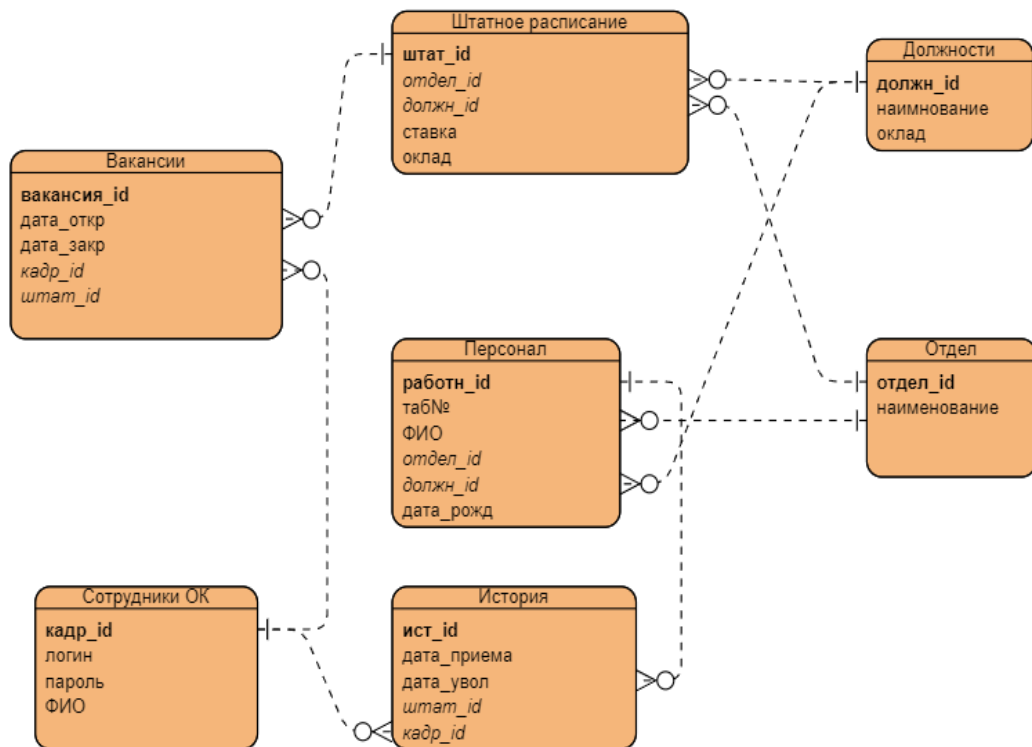 Штатное расписание
штат_id
отдел_id
должн_id
ставка
оклад
Должности
должн_id
наимнование
оклад
Вакансии
вакансия_id
дата_откр
дата_закр
кадр_id
штат_id
Персонал
работн_id
таб№
ФИО
отдел_id
должн_id
дата_рожд
Отдел
отдел_id
наименование
Сотрудники ОК
кадр_id
логин
пароль
ФИО
История
ист_id
дата_приема
дата_увол
штат_id
кадр_id